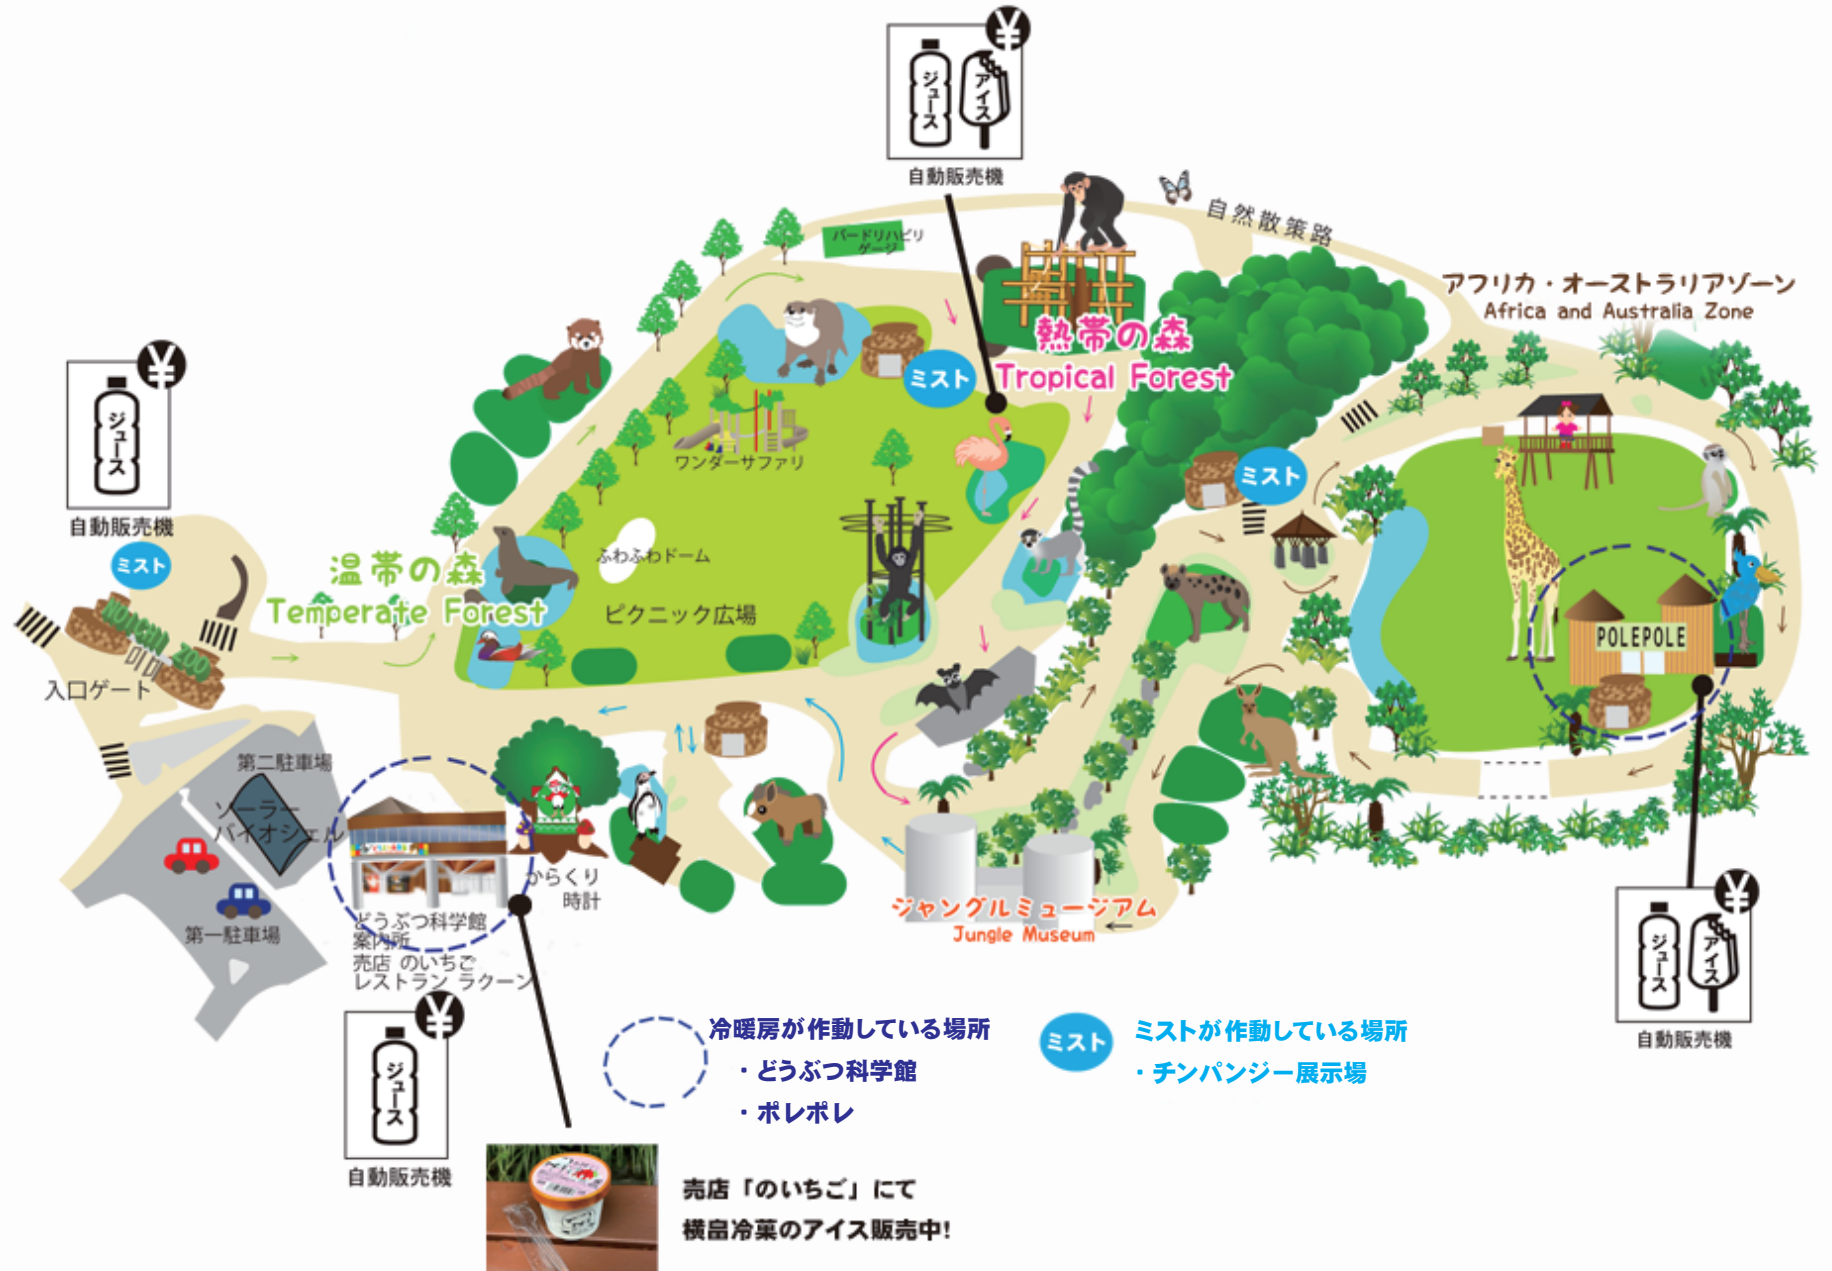 ¥
ジュース
アイス
自動販売機
自然散策路
バードリハビリ
ゲージ
アフリカ・オーストラリアゾーン
Africa and Australia Zone
熱帯の森
Tropical Forest
ミスト
¥
ジュース
自動販売機
ミスト
ワンダーサファリ
ミスト
ふわふわドーム
温帯の森
Temperate Forest
ピクニック広場
POLEPOLE
NOICHI ZOO
入口ゲート
第二駐車場
ソーラー
バイオシェル
第一駐車場
からくり
時計
どうぶつ科学館
案内所
売店 のいちご
レストラン ラクーン
ジャングルミュージアム
Jungle Museum
¥
ジュース
アイス
自動販売機
¥
ジュース
自動販売機
冷暖房が作動している場所
・どうぶつ科学館
・ポレポレ
ミスト
ミストが作動している場所
・チンパンジー展示場
売店「のいちご」にて
横畠冷菓のアイス販売中!